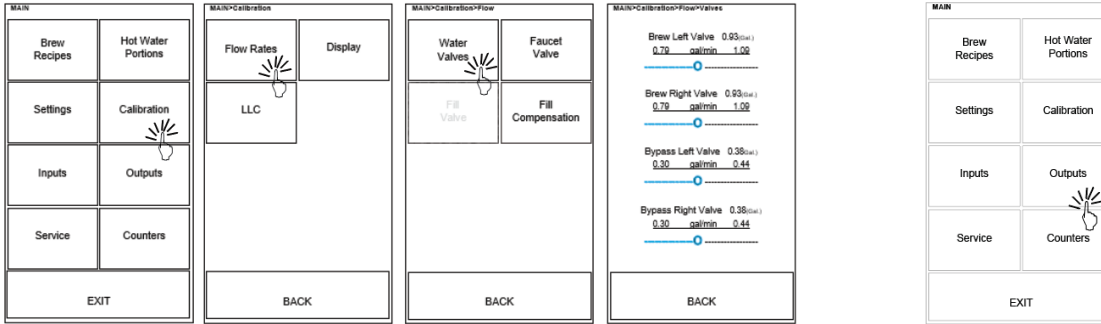 MAIN
Brew
Recipes
Hot Water
Portions
Settings
Calibration
Inputs
Outputs
Service
Counters
EXIT
MAIN>Calibration
Flow Rates
Display
LLC
BACK
MAIN>Calibration>Flow
Water
Valves
Faucet
Valve
Fill
Valve
Fill
Compensation
BACK
MAIN>Calibration>Flow>Valves
Brew Left Valve 0.93(Gal.)
0.79 gal/min 1.09
Brew Right Valve 0.93(Gal.)
0.79 gal/min 1.09
Bypass Left Valve 0.38(Gal.)
0.30 gal/min 0.44
Bypass Right Valve 0.38(Gal.)
0.30 gal/min 0.44
BACK
MAIN
Brew
Recipes
Hot Water
Portions
Settings
Calibration
Inputs
Outputs
Service
Counters
EXIT